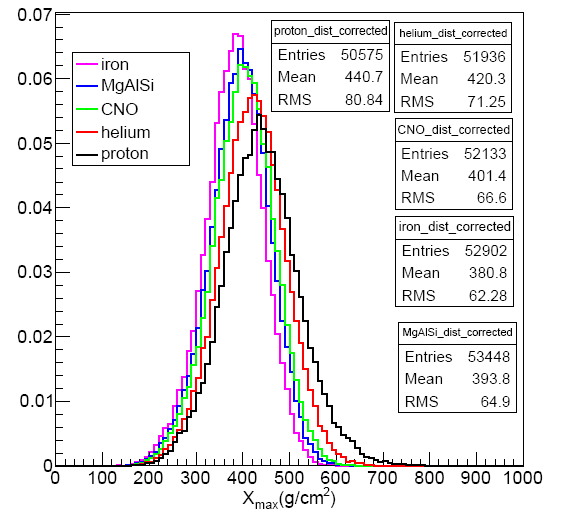 0.07
0.06
0.05
0.04
0.03
0.02
0.01
0
iron
MgAlSi
CNO
helium
proton
proton_dist_corrected
Entries 50575
Mean 440.7
RMS 80.84
helium_dist_corrected
Entries 51936
Mean 420.3
RMS 71.25
CNO_dist_corrected
Entries 52133
Mean 401.4
RMS 66.6
iron_dist_corrected
Entries 52902
Mean 380.8
RMS 62.28
MgAlSi_dist_corrected
Entries 53448
Mean 393.8
RMS 64.9
0 100 200 300 400 500 600 700 800 900 1000
Xmax(g/cm²)